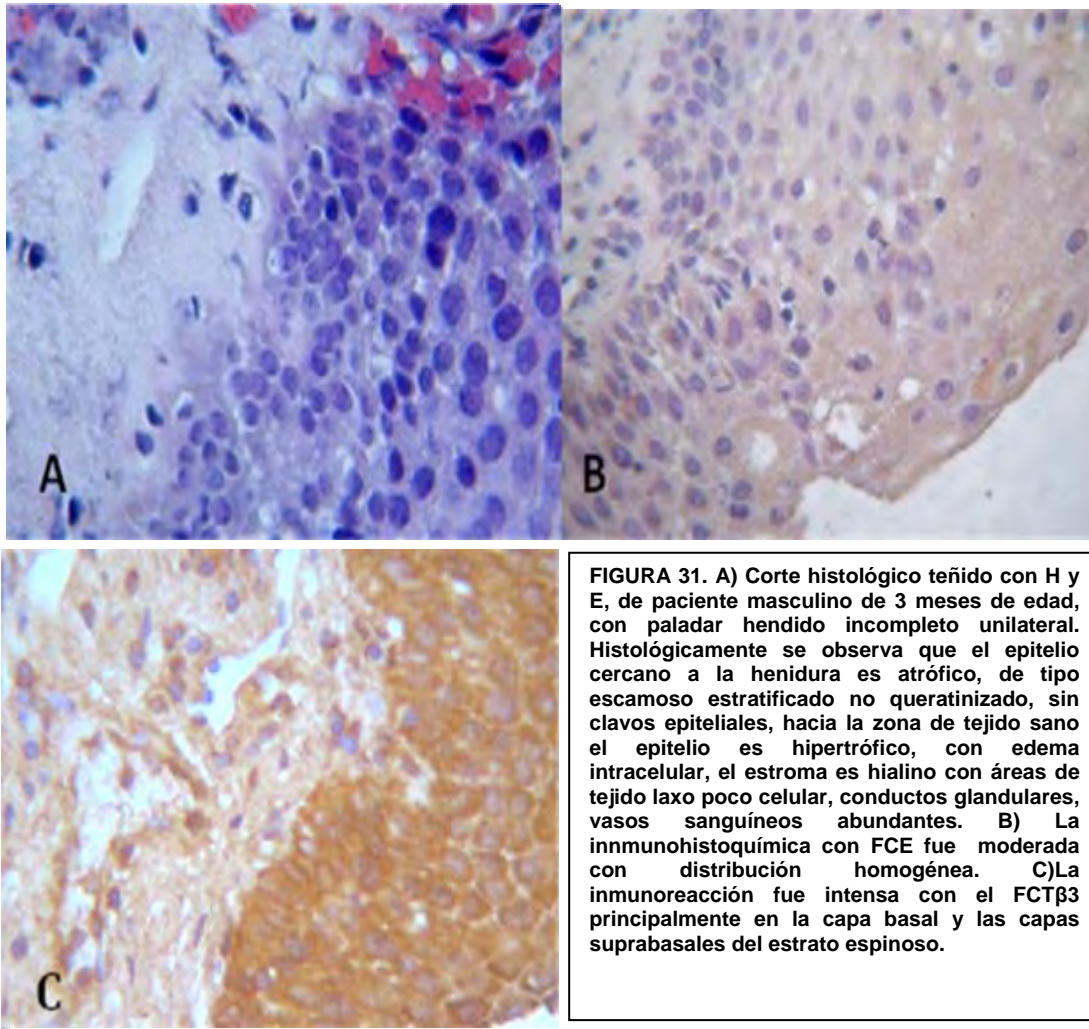 A
B
C
FIGURA 31. A) Corte histológico teñido con H y
E, de paciente masculino de 3 meses de edad,
con paladar hendido incompleto unilateral.
Histológicamente se observa que el epitelio
cercano a la henidura es atrófico, de tipo
escamoso estratificado no queratinizado, sin
clavos epiteliales, hacia la zona de tejido sano
el epitelio es hipertrófico, con edema
intracelular, el estroma es hialino con áreas de
tejido laxo poco celular, conductos glandulares,
vasos sanguíneos abundantes. B) La
innmunohistoquímica con FCE fue moderada
con distribución homogénea. C)La
inmunoreacción fue intensa con el FCTβ3
principalmente en la capa basal y las capas
suprabasales del estrato espinoso.